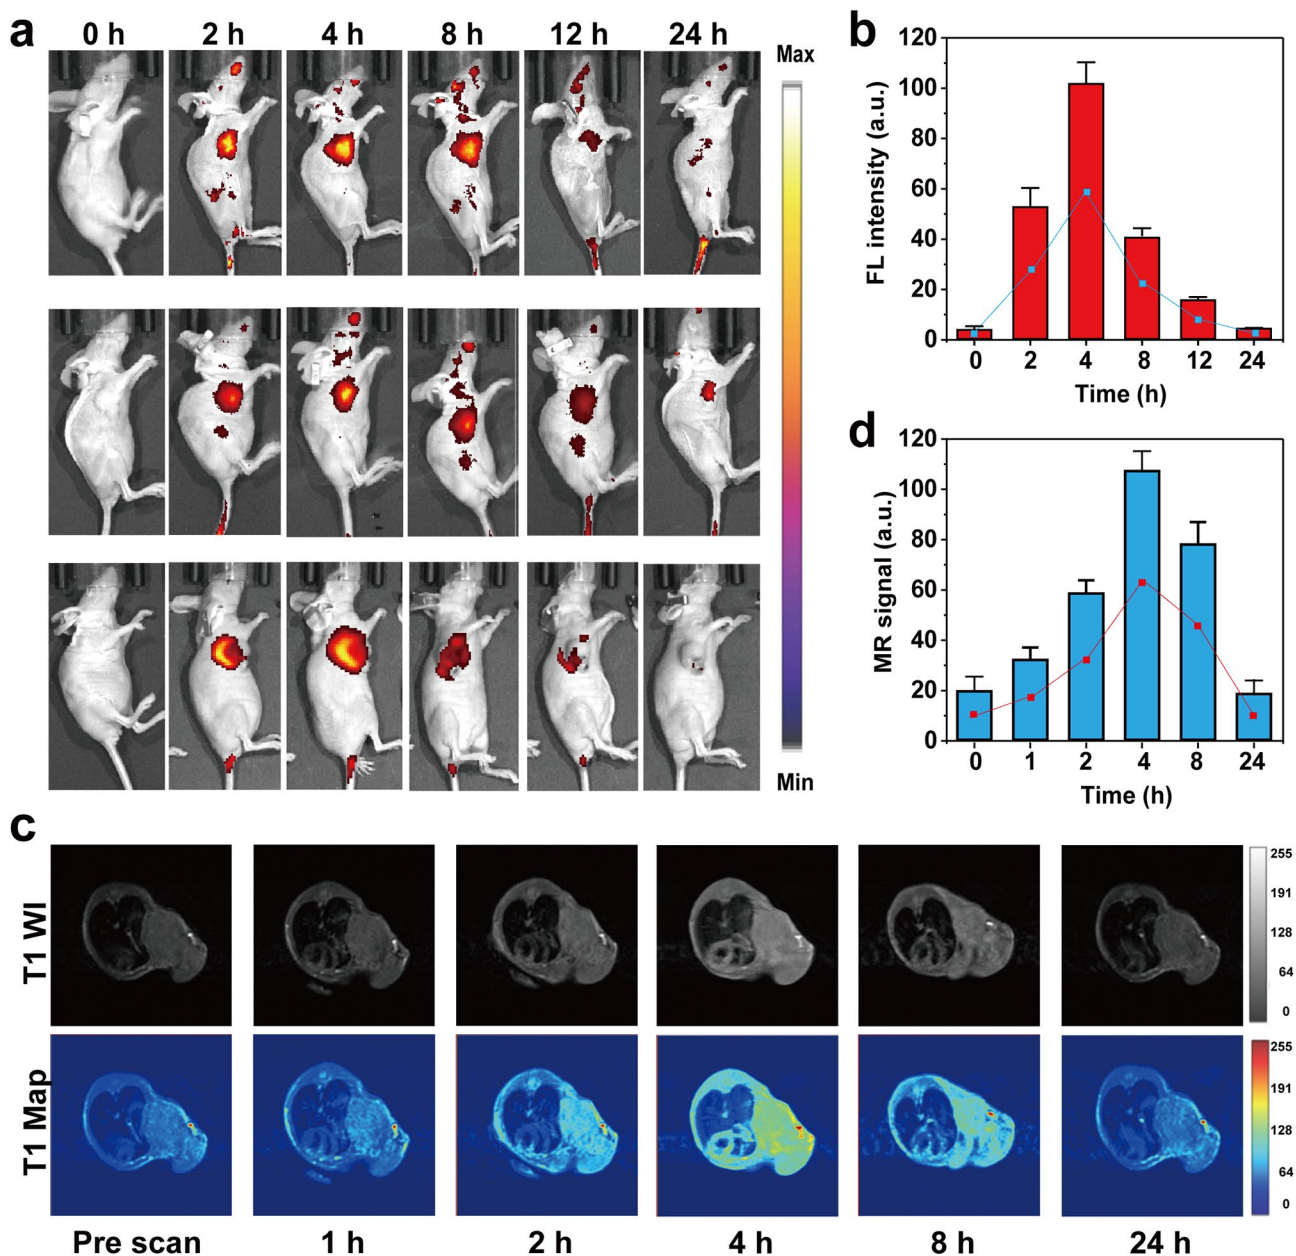 a
0 h 2 h 4 h 8 h 12 h 24 h
Max
Min
b
FL intensity (a.u.)
120
100
80
60
40
20
0
0 2 4 8 12 24
Time (h)
d
MR signal (a.u.)
120
100
80
60
40
20
0
0 1 2 4 8 24
Time (h)
c
T1 WI
255
191
128
64
0
T1 Map
255
191
128
64
0
Pre scan 1 h 2 h 4 h 8 h 24 h